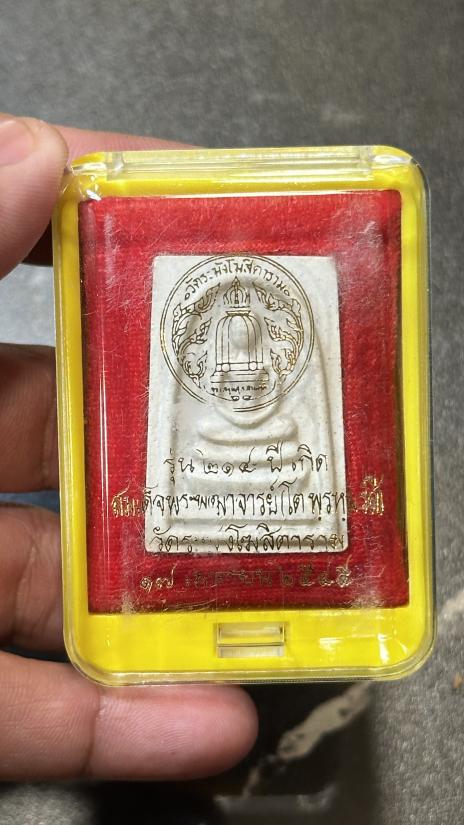 วัดระฆังโฆสิตาราม
รุ่น ๒๑๔ ปี เกิด
สมเด็จพระพุฒาจารย์ (โต พรหฺมรํสี)
วัดระฆังโฆสิตาราม
๑๗ เมษายน ๒๕๔๕